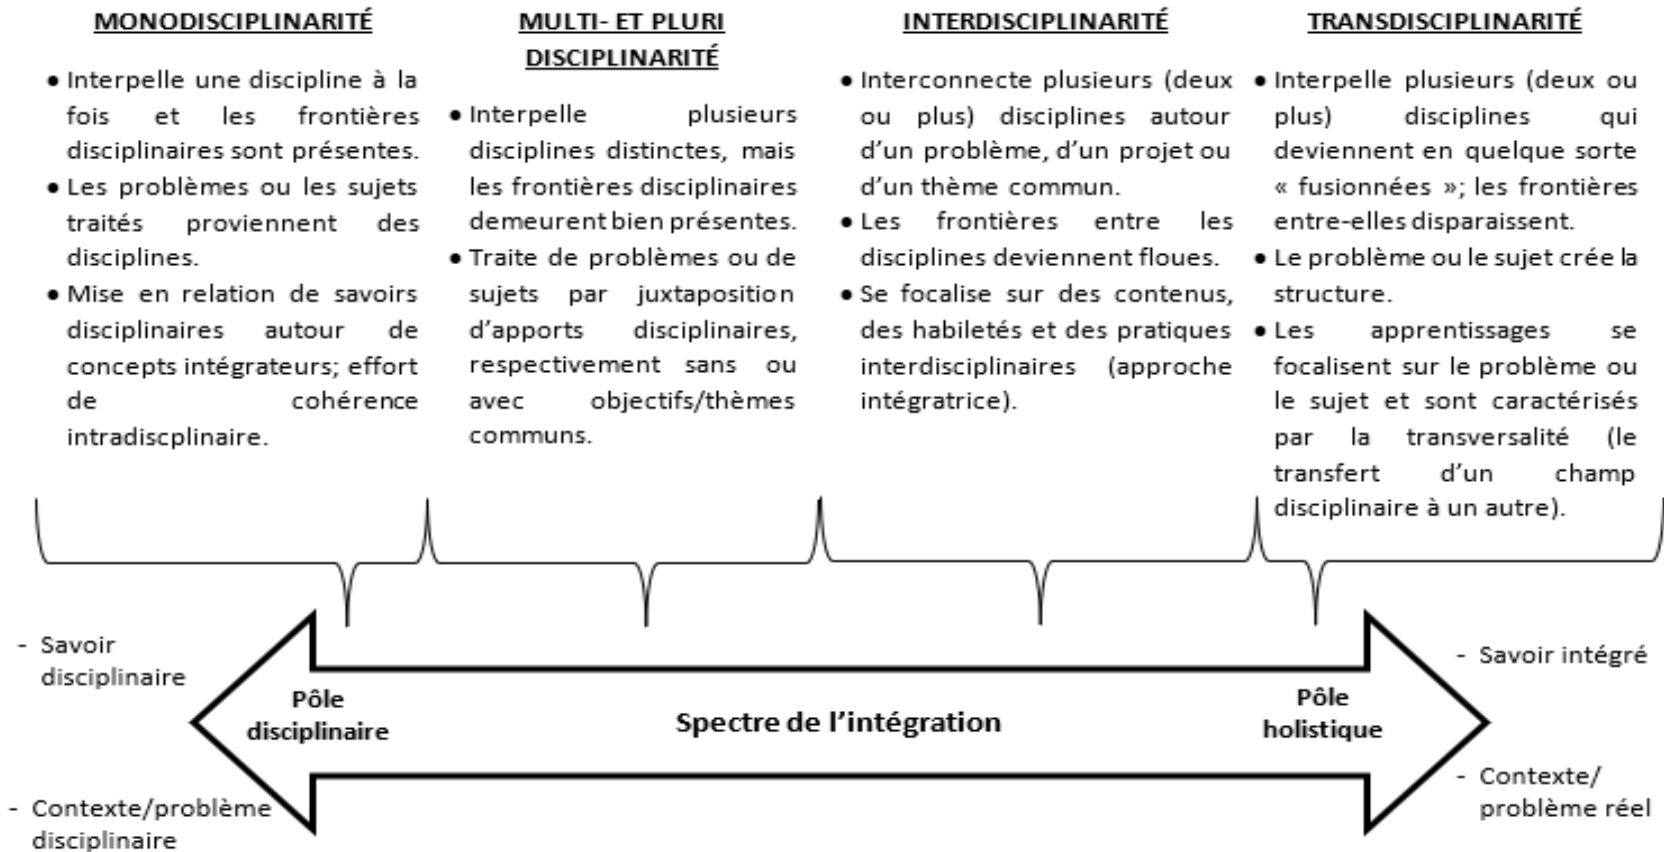 MONODISCIPLINARITÉ
• Interpelle une discipline à la
fois et les frontières
disciplinaires sont présentes.
• Les problèmes ou les sujets
traités proviennent des
disciplines.
• Mise en relation de savoirs
disciplinaires autour de
concepts intégrateurs; effort
de cohérence
intradiscplinaire.
MULTI- ET PLURI
DISCIPLINARITÉ
• Interpelle plusieurs
disciplines distinctes, mais
les frontières disciplinaires
demeurent bien présentes.
• Traite de problèmes ou de
sujets par juxtaposition
d’apports disciplinaires,
respectivement sans ou
avec objectifs/thèmes
communs.
INTERDISCIPLINARITÉ
• Interconnecte plusieurs (deux
ou plus) disciplines autour
d’un problème, d’un projet ou
d’un thème commun.
• Les frontières entre les
disciplines deviennent floues.
• Se focalise sur des contenus,
des habiletés et des pratiques
interdisciplinaires (approche
intégratrice).
TRANSDISCIPLINARITÉ
• Interpelle plusieurs (deux ou
plus) disciplines qui
deviennent en quelque sorte
« fusionnées »; les frontières
entre-elles disparaissent.
• Le problème ou le sujet crée la
structure.
• Les apprentissages se
focalisent sur le problème ou
le sujet et sont caractérisés
par la transversalité (le
transfert d’un champ
disciplinaire à un autre).
- Savoir
disciplinaire
- Contexte/problème
disciplinaire
Pôle
disciplinaire
Spectre de l’intégration
Pôle
holistique
- Savoir intégré
- Contexte/
problème réel